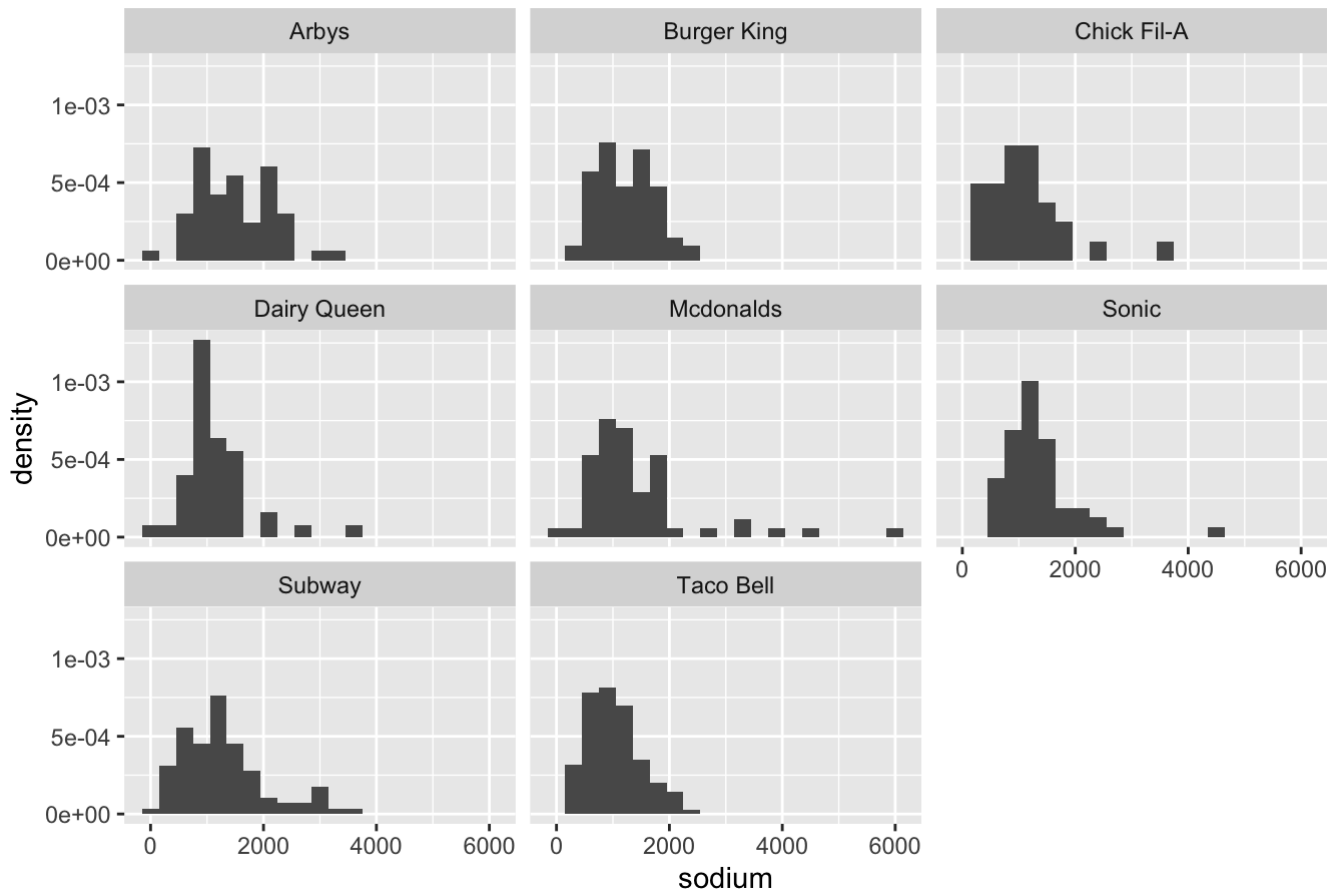 Arbys
Burger King
Chick Fil-A
1e-03
5e-04
0e+00
Dairy Queen
Mcdonalds
Sonic
1e-03
5e-04
0e+00
0 2000 4000 6000
Subway
Taco Bell
1e-03
5e-04
0e+00
0 2000 4000 6000
0 2000 4000 6000
density
sodium